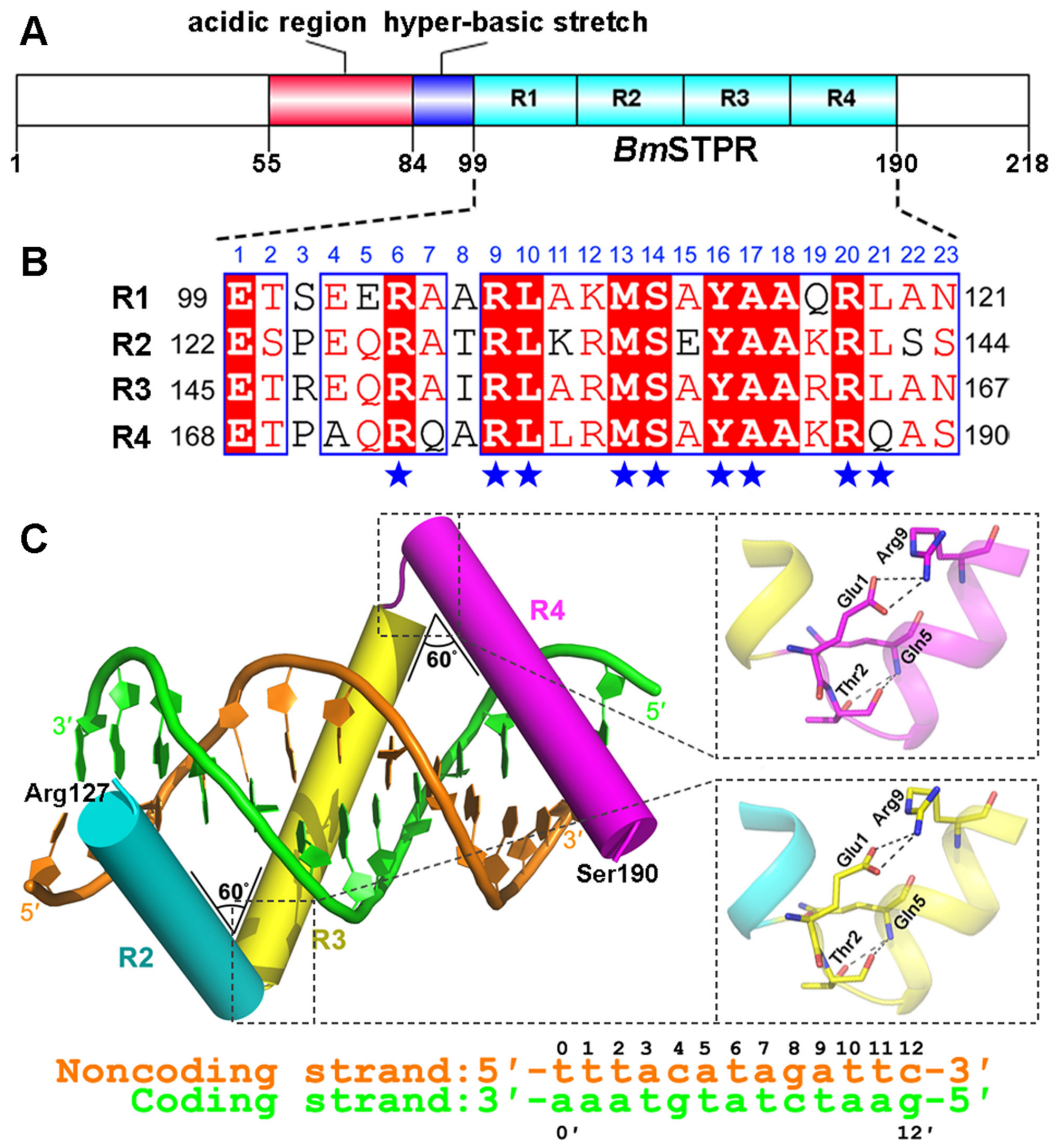 A
acidic region hyper-basic stretch
R1 R2 R3 R4
BmSTPR
1 55 84 99 190 218
B
1 2 3 4 5 6 7 8 9 10 11 12 13 14 15 16 17 18 19 20 21 22 23
R1 99 E T S E E R A A R L A K M S A Y A A Q R L A N 121
R2 122 E S P E Q R A T R L K R M S E Y A A K R L S S 144
R3 145 E T R E Q R A I R L A R M S A Y A A R R L A N 167
R4 168 E T P A Q R Q A R L L R M S A Y A A K R Q A S 190
★ ★ ★ ★ ★ ★ ★ ★ ★
C
R4
60°
3′
5′
Arg127
3′
Ser190
5′
60°
R2
R3
Arg9
Glu1
Gln5
Thr2
Arg9
Glu1
Gln5
Thr2
0 1 2 3 4 5 6 7 8 9 10 11 12
Noncoding strand:5′-tttacatagattc-3′
Coding strand:3′-aaatgtatctaag-5′
0′ 12′